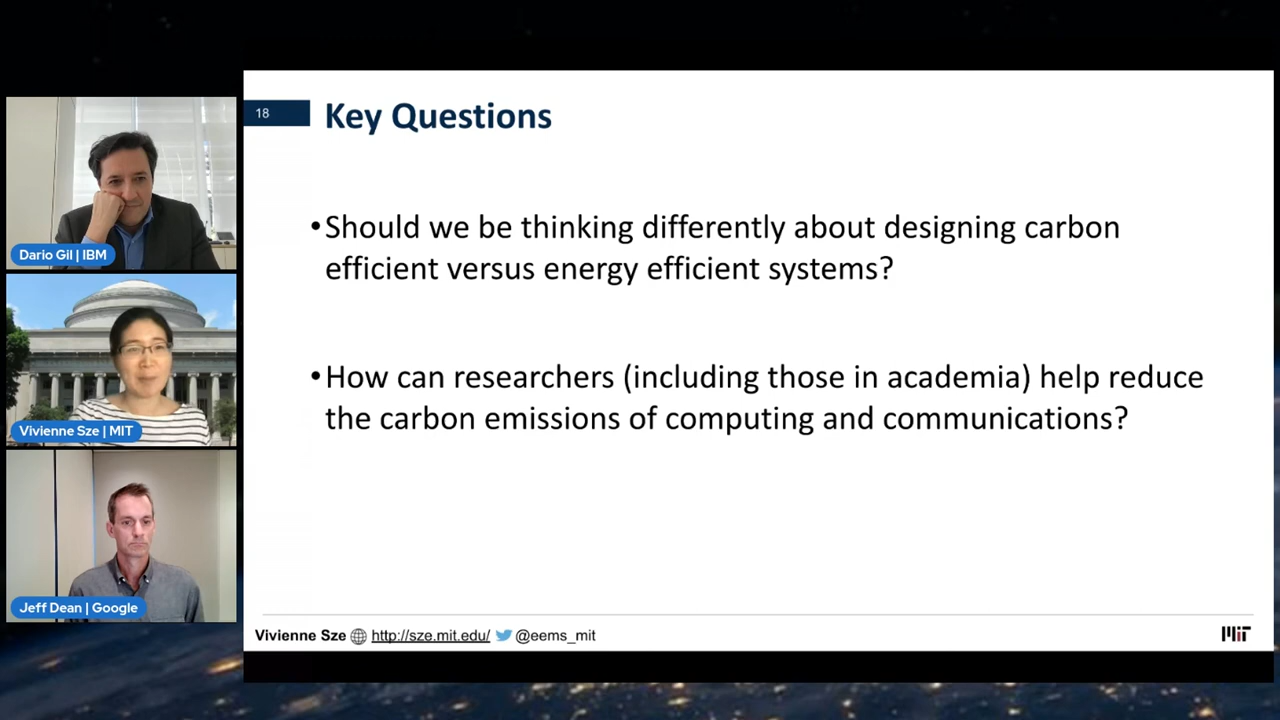 Dario Gil | IBM
Vivienne Sze | MIT
Jeff Dean | Google
18
Key Questions
•Should we be thinking differently about designing carbon
efficient versus energy efficient systems?
•How can researchers (including those in academia) help reduce
the carbon emissions of computing and communications?
Vivienne Sze http://sze.mit.edu/ @eems_mit
MIT